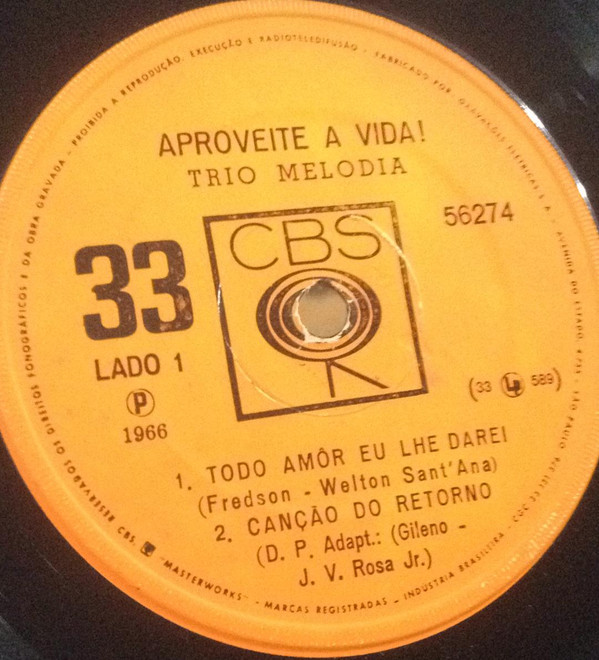 PROIBIDA A REPRODUÇÃO, EXECUÇÃO E RADIOTELEDIFUSÃO - FABRICADO POR: GRAVAÇÕES ELÉTRICAS S. A. - AVENIDA DO ESTADO, 4755 - SÃO PAULO
APROVEITE A VIDA!
TRIO MELODIA
56274
33
CBS
LADO 1
P
1966
(33 589)
1. TODO AMÔR EU LHE DAREI
(Fredson - Welton Sant'Ana)
2. CANÇÃO DO RETORNO
(D. P. Adapt.: (Gileno -
J. V. Rosa Jr.)
RESERVADOS OS DIREITOS FONOGRÁFICOS E DA OBRA GRAVADA -
CBS, "MASTERWORKS" - MARCAS REGISTRADAS - INDÚSTRIA BRASILEIRA -